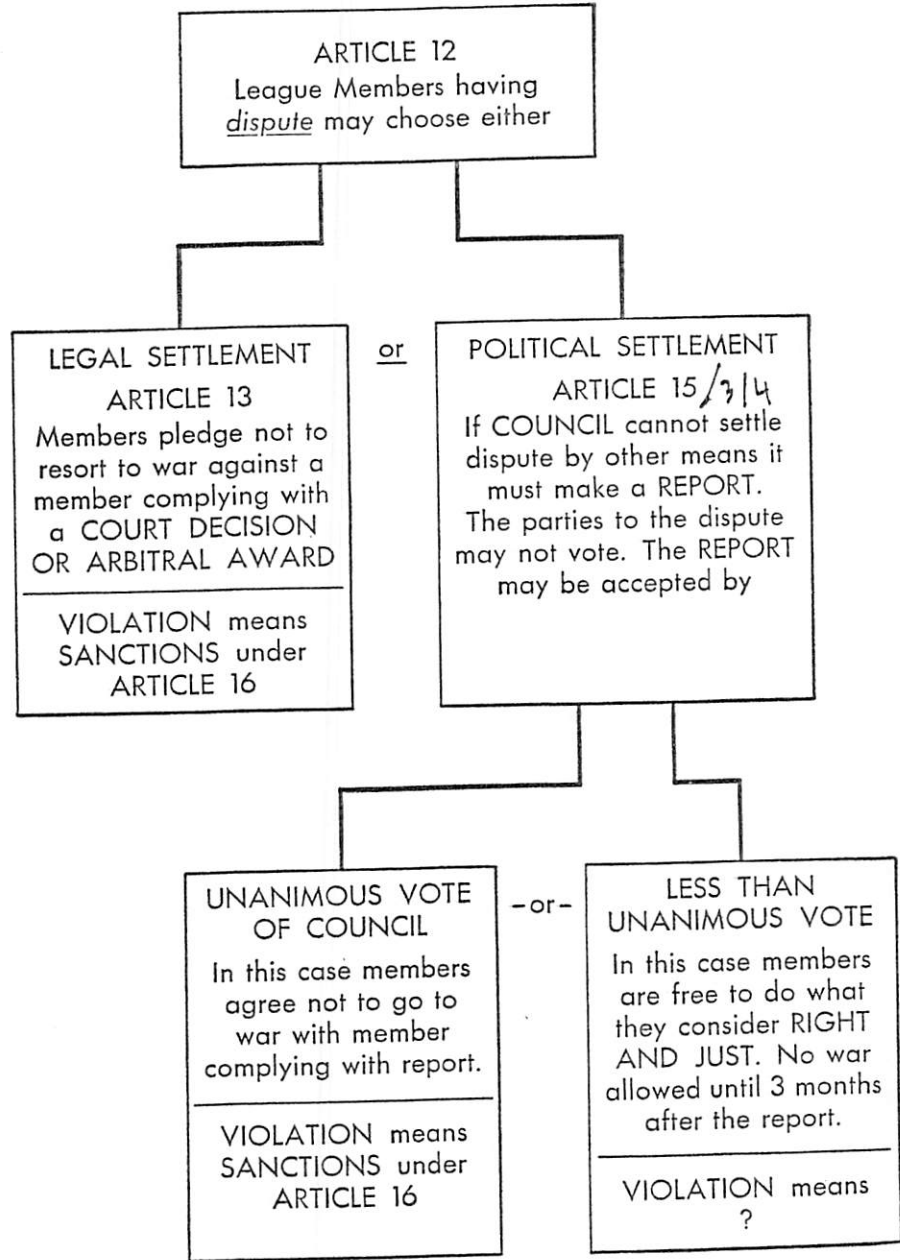 ARTICLE 12
League Members having
dispute may choose either
LEGAL SETTLEMENT
ARTICLE 13
Members pledge not to
resort to war against a
member complying with
a COURT DECISION
OR ARBITRAL AWARD
VIOLATION means
SANCTIONS under
ARTICLE 16
or
POLITICAL SETTLEMENT
ARTICLE 15/3/4
If COUNCIL cannot settle
dispute by other means it
must make a REPORT.
The parties to the dispute
may not vote. The REPORT
may be accepted by
UNANIMOUS VOTE
OF COUNCIL
In this case members
agree not to go to
war with member
complying with report.
VIOLATION means
SANCTIONS under
ARTICLE 16
-or-
LESS THAN
UNANIMOUS VOTE
In this case members
are free to do what
they consider RIGHT
AND JUST. No war
allowed until 3 months
after the report.
VIOLATION means
?